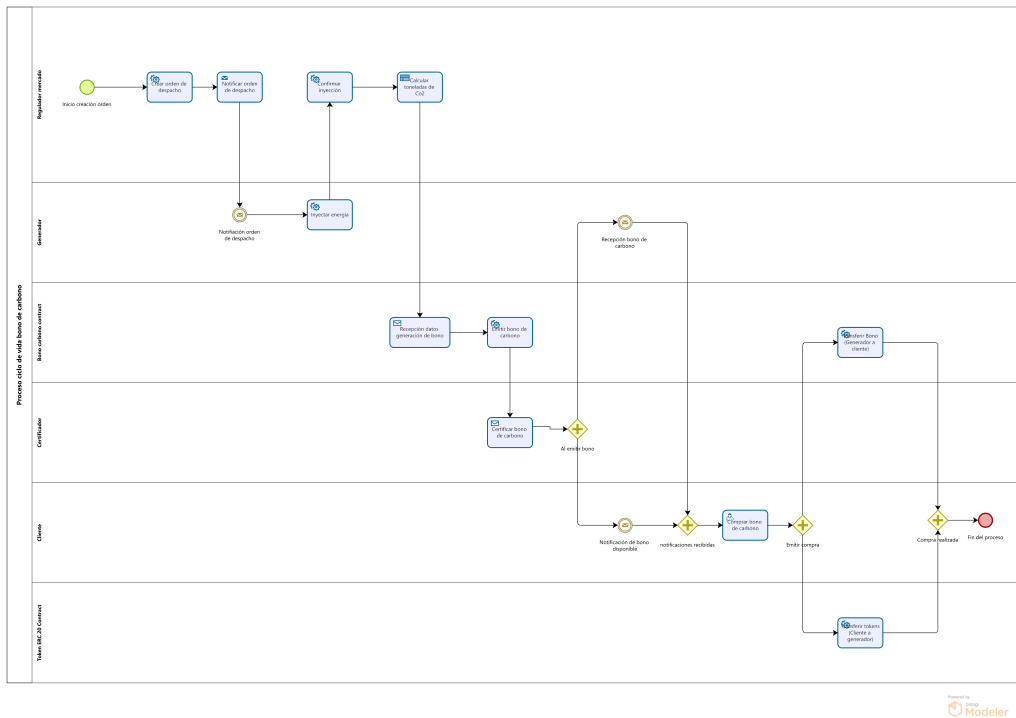 Proceso ciclo de vida bono de carbono
Regulador mercado
Inicio creación orden
Crear orden de
despacho
Notificar orden
de despacho
Confirmar
inyección
Calcular
toneladas de
Co2
Generador
Notifiación orden
de despacho
Inyectar energía
Recepción bono de
carbono
Bono carbono contract
Recepción datos
generación de bono
Emitir bono de
carbono
Transferir Bono
(Generador a
cliente)
Certificador
Certificar bono
de carbono
Al emitir bono
Cliente
Notificación de bono
disponible
notificaciones recibidas
Comprar bono
de carbono
Emitir compra
Compra realizada
Fin del proceso
Token ERC 20 Contract
Transferir tokens
(Cliente a
generador)
Powered by
bizagi
Modeler